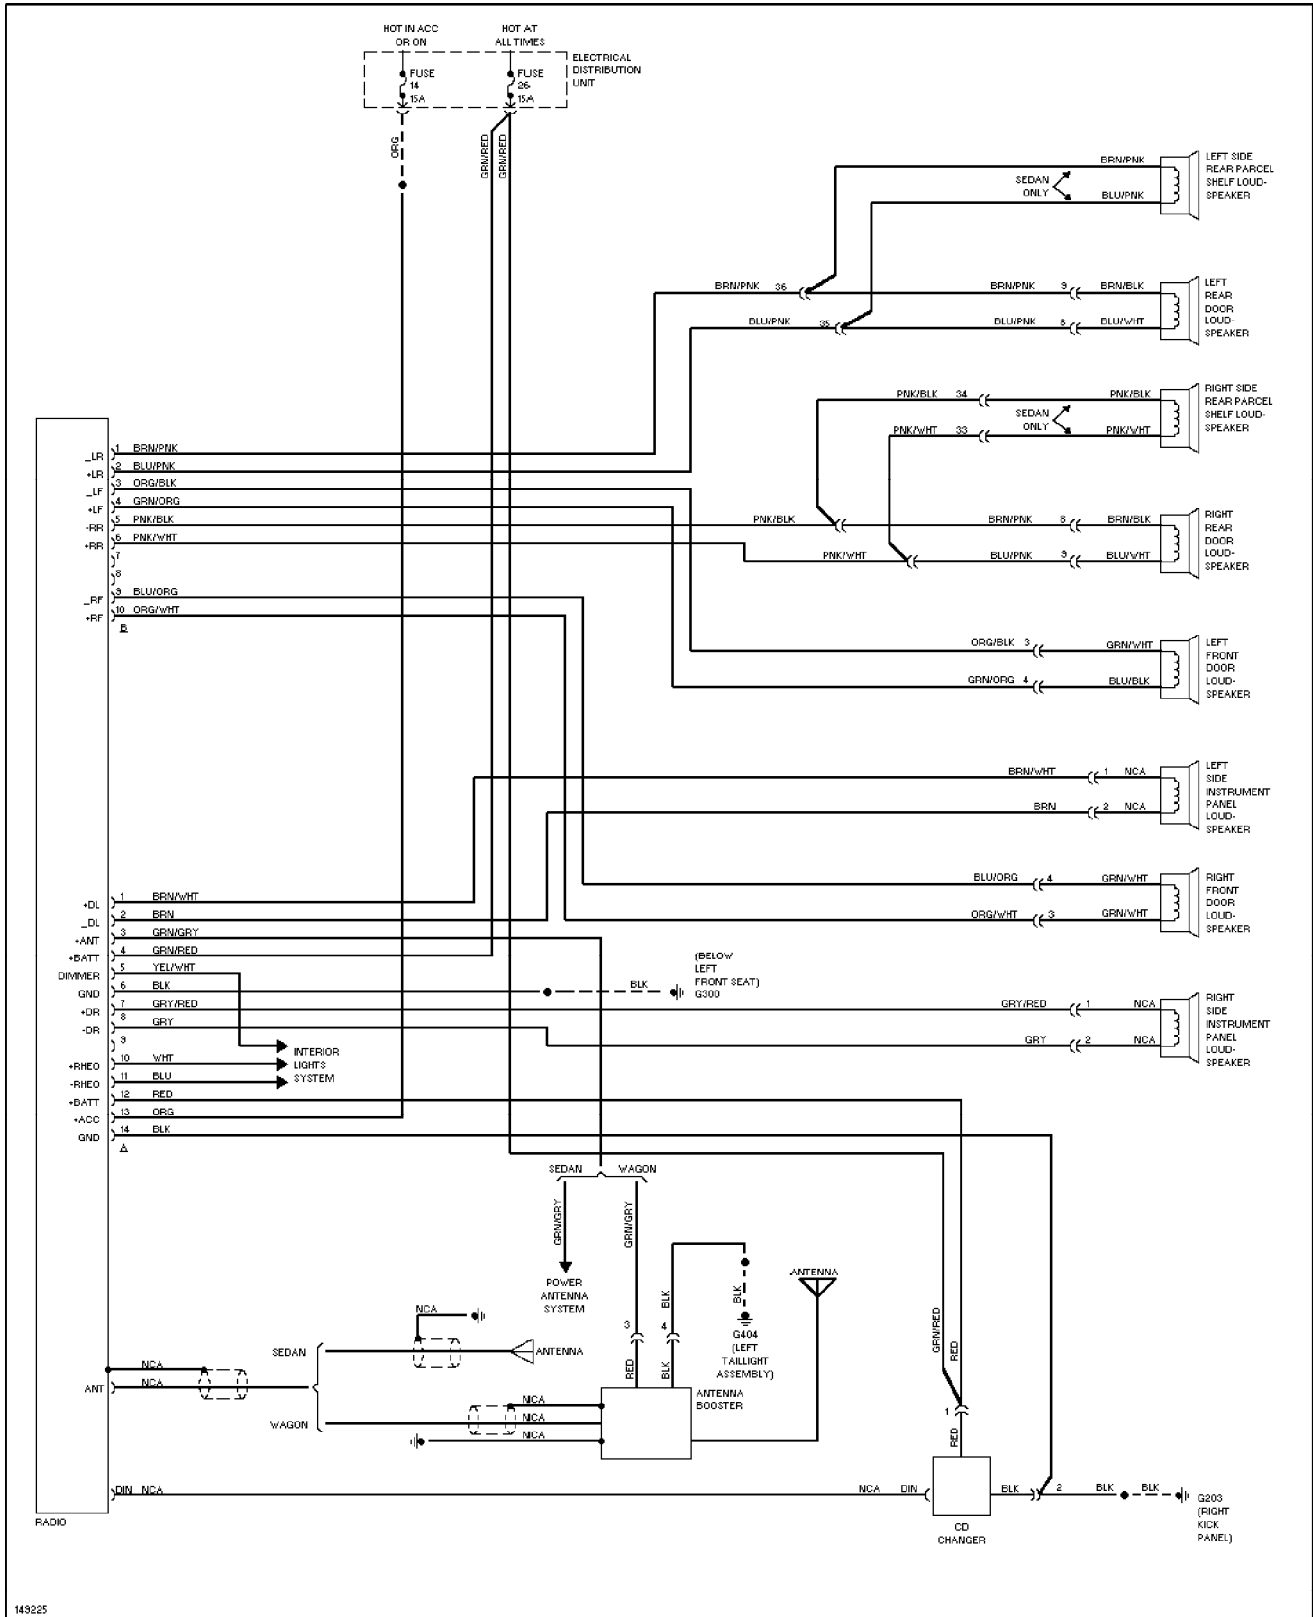 HOT IN ACC
OR ON
HOT AT
ALL TIMES
FUSE
14
15A
FUSE
26
15A
ELECTRICAL
DISTRIBUTION
UNIT
ORG
GRN/RED
GRN/RED
BRN/PNK
SEDAN
ONLY
BLU/PNK
LEFT SIDE
REAR PARCEL
SHELF LOUD-
SPEAKER
BRN/PNK 36
BRN/PNK 9 BRN/BLK
BLU/PNK 35
BLU/PNK 8 BLU/WHT
LEFT
REAR
DOOR
LOUD-
SPEAKER
PNK/BLK 34
PNK/BLK
SEDAN
ONLY
PNK/WHT 33
PNK/WHT
RIGHT SIDE
REAR PARCEL
SHELF LOUD-
SPEAKER
_LR 1 BRN/PNK
+LR 2 BLU/PNK
_LF 3 ORG/BLK
+LF 4 GRN/ORG
-RR 5 PNK/BLK
+RR 6 PNK/WHT
7
8
_RF 9 BLU/ORG
+RF 10 ORG/WHT
B
PNK/BLK
BRN/PNK 8 BRN/BLK
PNK/WHT
BLU/PNK 9 BLU/WHT
RIGHT
REAR
DOOR
LOUD-
SPEAKER
ORG/BLK 3 GRN/WHT
GRN/ORG 4 BLU/BLK
LEFT
FRONT
DOOR
LOUD-
SPEAKER
BRN/WHT 1 NCA
BRN 2 NCA
LEFT
SIDE
INSTRUMENT
PANEL
LOUD-
SPEAKER
BLU/ORG 4 GRN/WHT
ORG/WHT 3 GRN/WHT
RIGHT
FRONT
DOOR
LOUD-
SPEAKER
+DL 1 BRN/WHT
_DL 2 BRN
+ANT 3 GRN/GRY
+BATT 4 GRN/RED
DIMMER 5 YEL/WHT
GND 6 BLK
+DR 7 GRY/RED
-DR 8 GRY
9
+RHEO 10 WHT
-RHEO 11 BLU
+BATT 12 RED
+ACC 13 ORG
GND 14 BLK
A
INTERIOR
LIGHTS
SYSTEM
BLK
(BELOW
LEFT
FRONT SEAT)
G300
GRY/RED 1 NCA
GRY 2 NCA
RIGHT
SIDE
INSTRUMENT
PANEL
LOUD-
SPEAKER
SEDAN WAGON
GRN/GRY
GRN/GRY
POWER
ANTENNA
SYSTEM
BLK
BLK
3
4
RED
BLK
G404
(LEFT
TAILLIGHT
ASSEMBLY)
ANTENNA
GRN/RED
RED
NCA
SEDAN
ANTENNA
NCA
ANT NCA
WAGON
NCA
NCA
NCA
ANTENNA
BOOSTER
1
RED
DIN NCA
NCA DIN
BLK 2 BLK BLK
G203
(RIGHT
KICK
PANEL)
CD
CHANGER
RADIO
149225